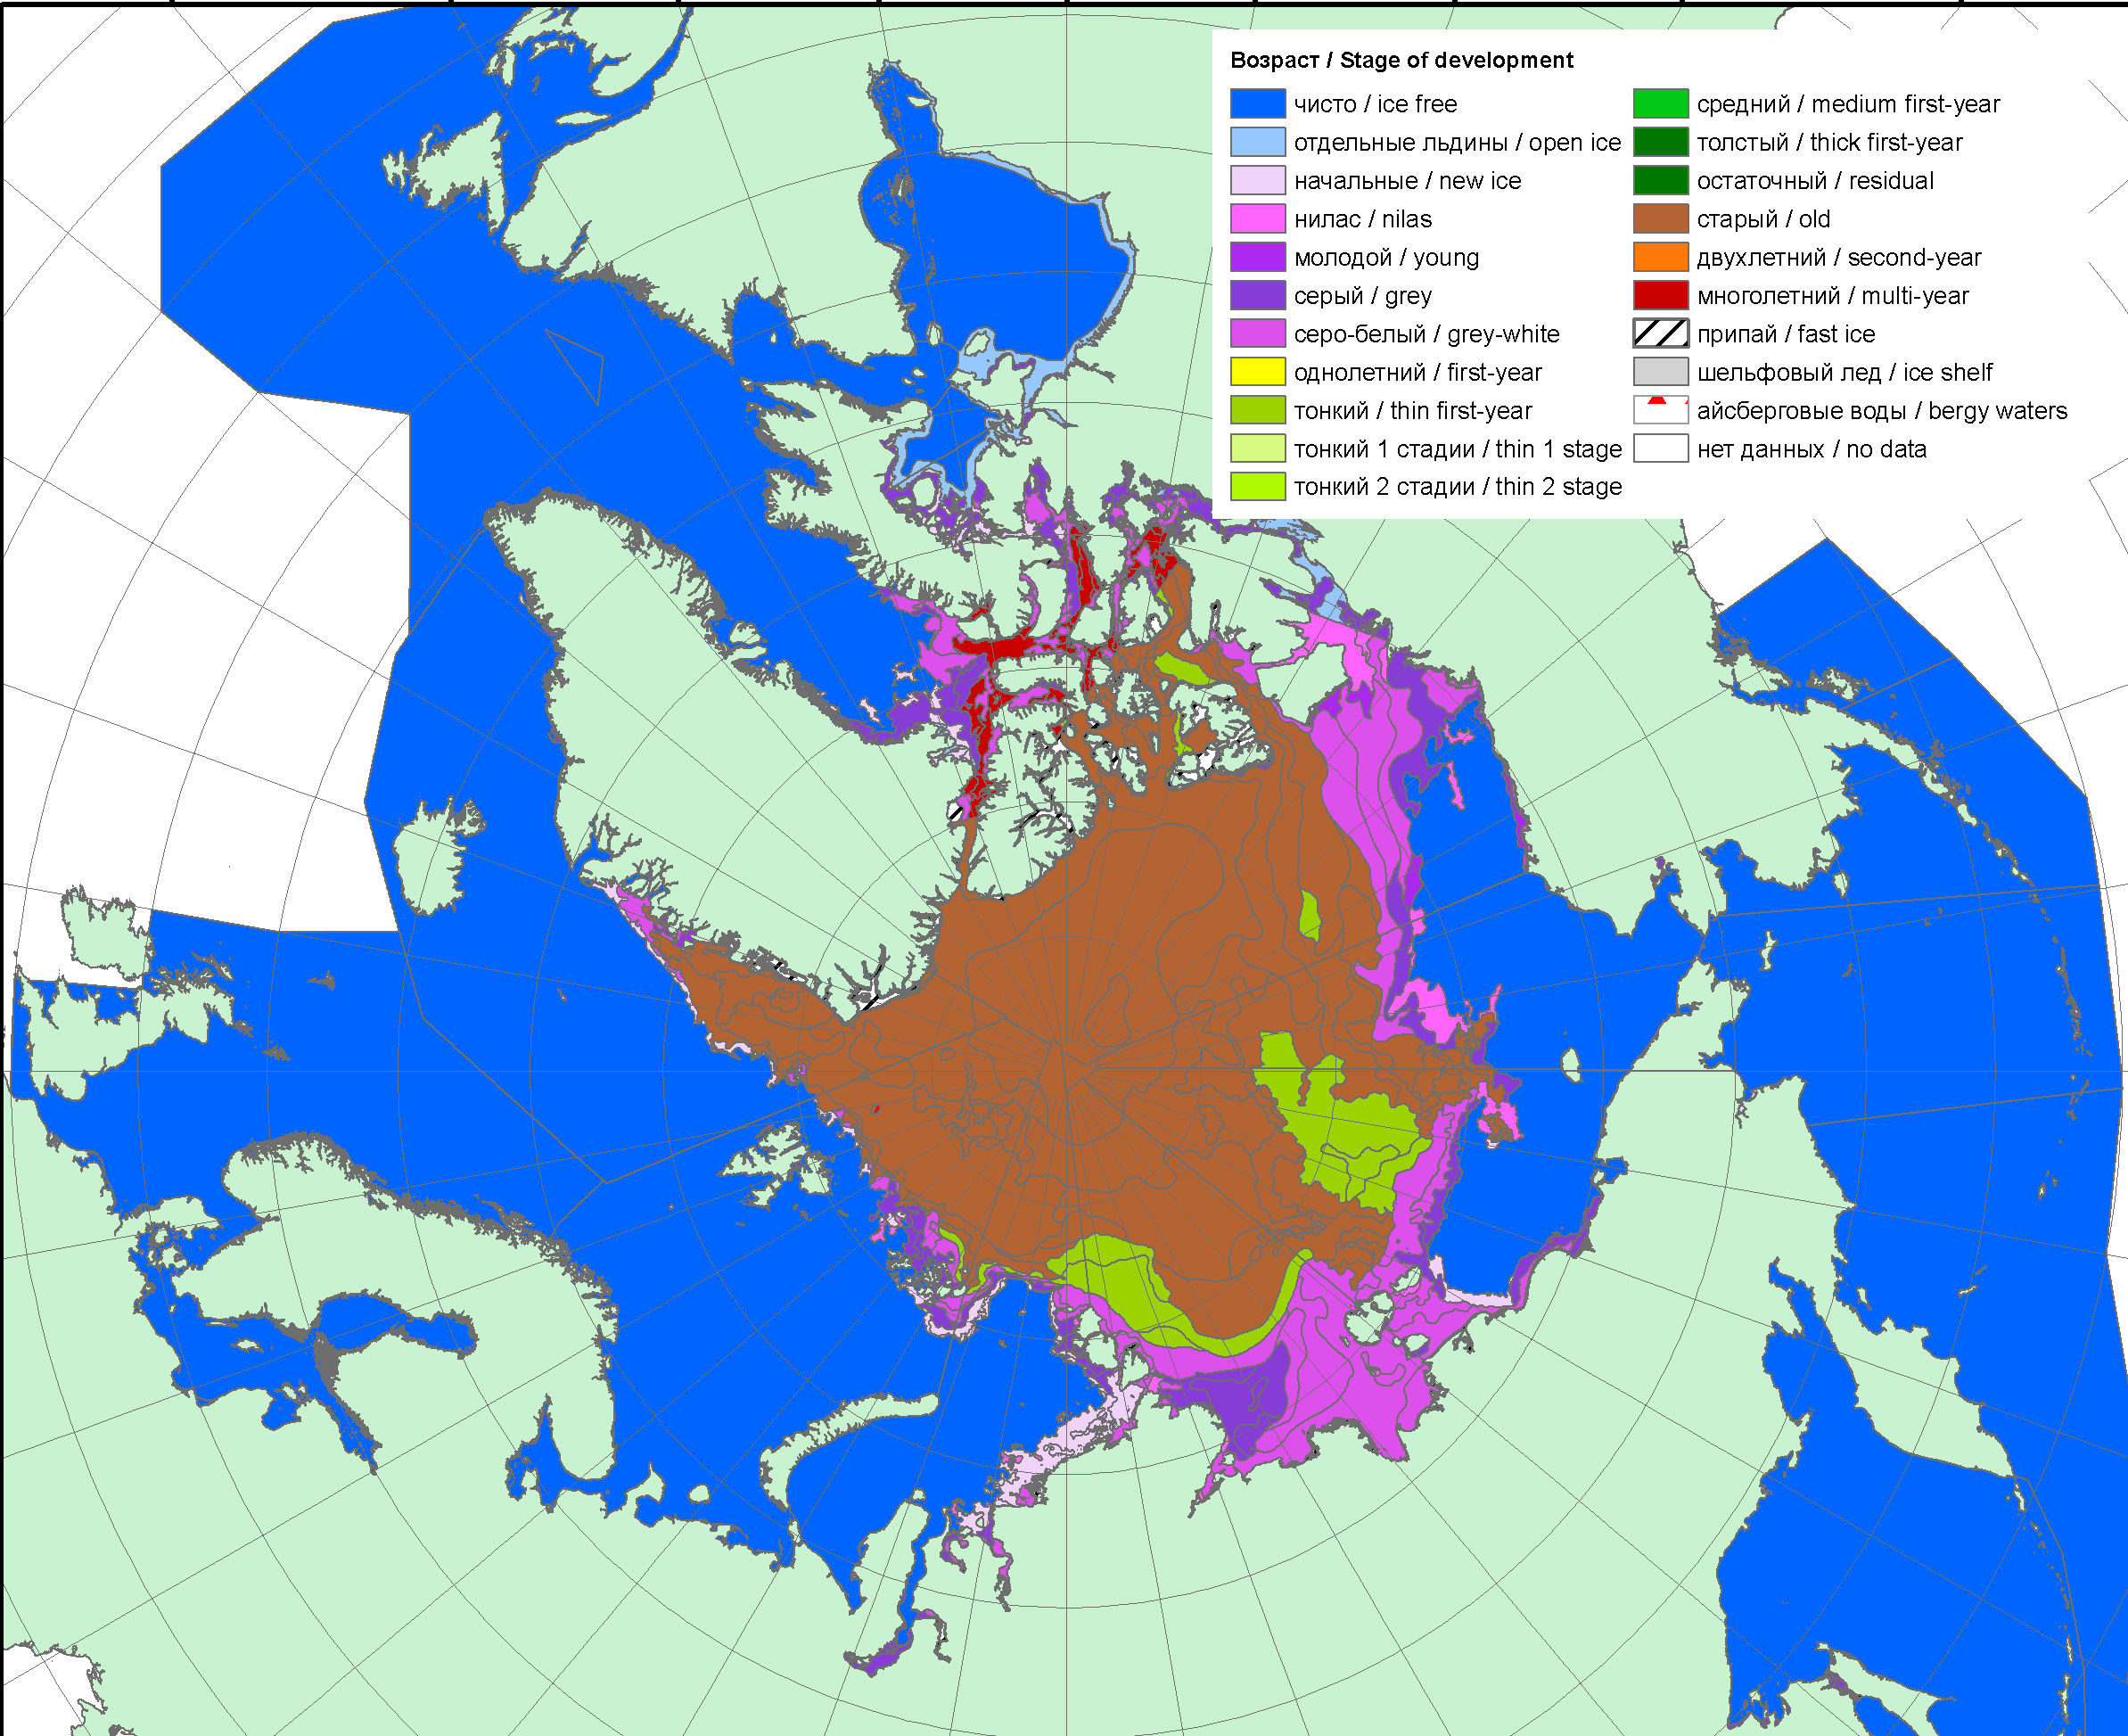 Возраст / Stage of development
чисто / ice free
отдельные льдины / open ice
начальные / new ice
нилас / nilas
молодой / young
серый / grey
серо-белый / grey-white
однолетний / first-year
тонкий / thin first-year
тонкий 1 стадии / thin 1 stage
тонкий 2 стадии / thin 2 stage
средний / medium first-year
толстый / thick first-year
остаточный / residual
старый / old
двухлетний / second-year
многолетний / multi-year
припай / fast ice
шельфовый лед / ice shelf
айсберговые воды / bergy waters
нет данных / no data